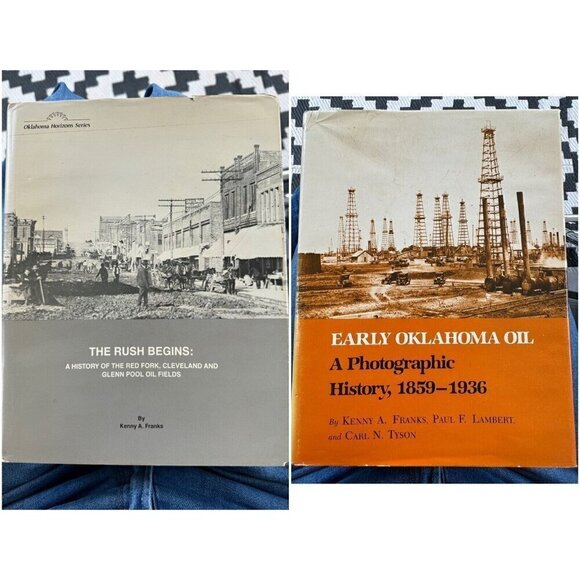 Oklahoma Horizons Series
THE RUSH BEGINS:
A HISTORY OF THE RED FORK, CLEVELAND AND
GLENN POOL OIL FIELDS
By
Kenny A. Franks
EARLY OKLAHOMA OIL
A Photographic
History, 1859–1936
By KENNY A. FRANKS, PAUL F. LAMBERT,
and CARL N. TYSON